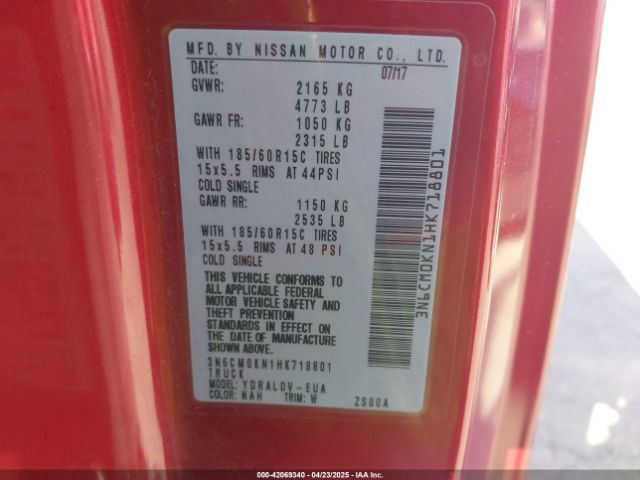 MFD. BY NISSAN MOTOR CO., LTD.
DATE: 07/17
GVWR: 2165 KG
4773 LB
GAWR FR: 1050 KG
2315 LB
WITH 185/60R15C TIRES
15x5.5 RIMS AT 44PSI
COLD SINGLE
GAWR RR: 1150 KG
2535 LB
WITH 185/60R15C TIRES
15x5.5 RIMS AT 48 PSI
COLD SINGLE
THIS VEHICLE CONFORMS TO
ALL APPLICABLE FEDERAL
MOTOR VEHICLE SAFETY AND
THEFT PREVENTION
STANDARDS IN EFFECT ON
THE DATE OF MANUFACTURE
SHOWN ABOVE.
3N6CM0KN1HK718801
TRUCK
MODEL: YDRALDV-EUA
COLOR: NAH TRIM: W ZS00A
3N6CM0KN1HK718801
000-42069340 - 04/23/2025 - IAAI.COM